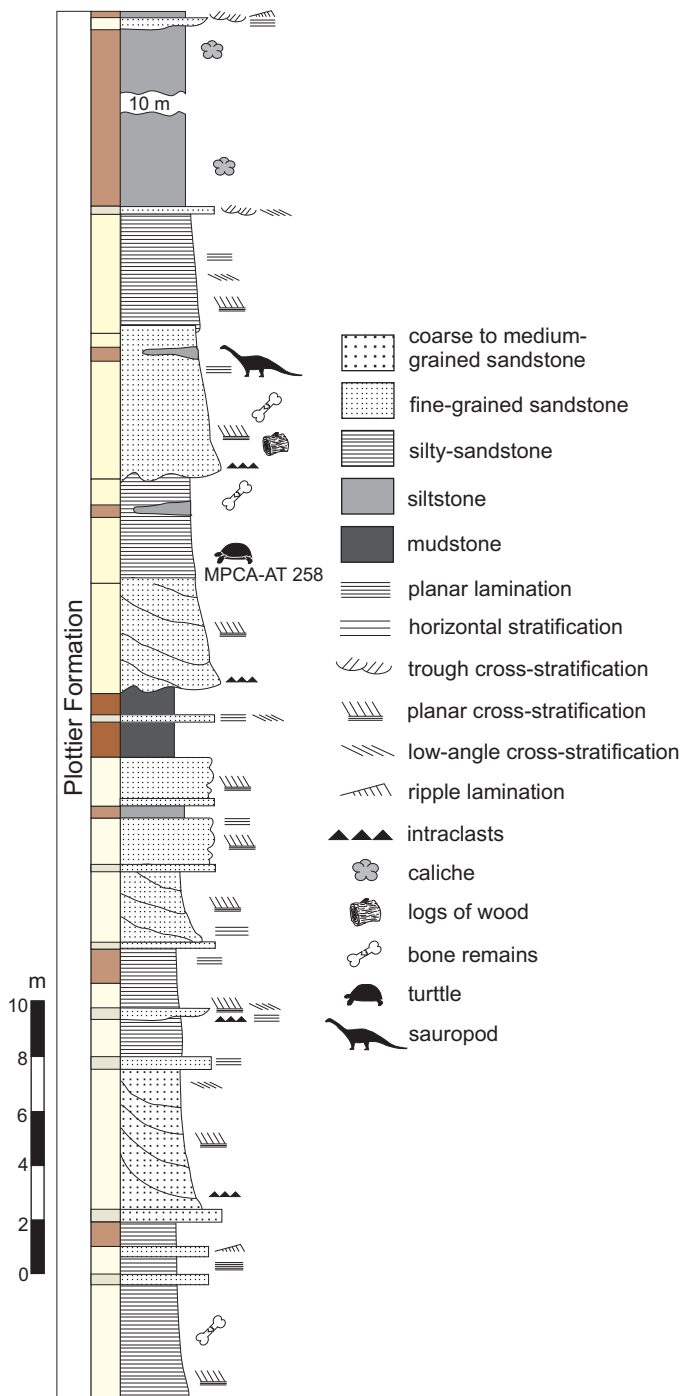 10 m
MPCA-AT 258
Plottier Formation
m
10
8
6
4
2
0
coarse to medium-
grained sandstone
fine-grained sandstone
silty-sandstone
siltstone
mudstone
planar lamination
horizontal stratification
trough cross-stratification
planar cross-stratification
low-angle cross-stratification
ripple lamination
intraclasts
caliche
logs of wood
bone remains
turttle
sauropod